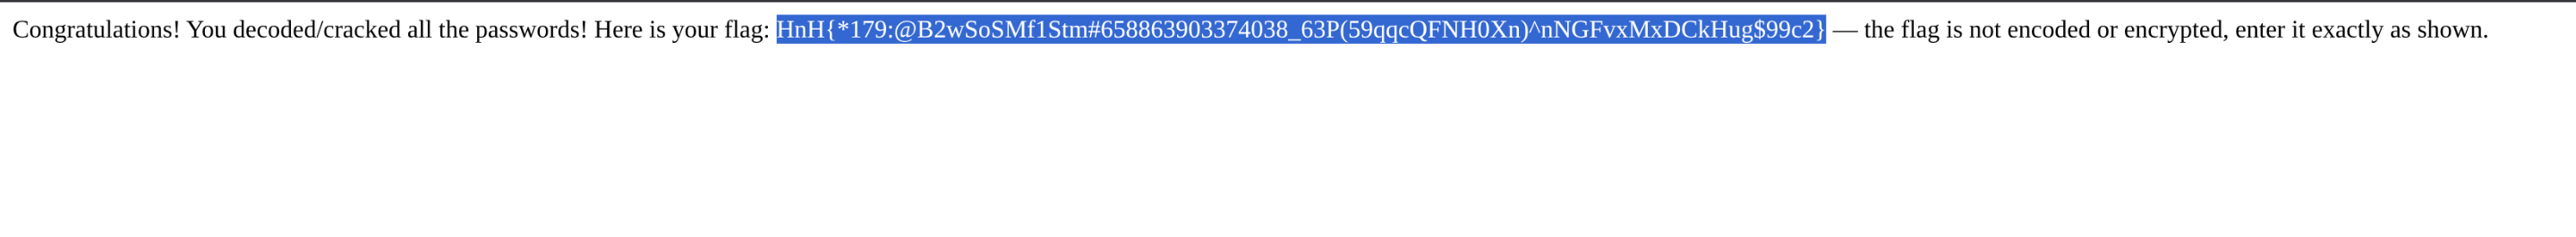 Congratulations! You decoded/cracked all the passwords! Here is your flag: HnH{*179:@B2wSoSMf1Stm#658863903374038_63P(59qqcQFNH0Xn)^nNGFvxMxDCkHug$99c2} — the flag is not encoded or encrypted, enter it exactly as shown.